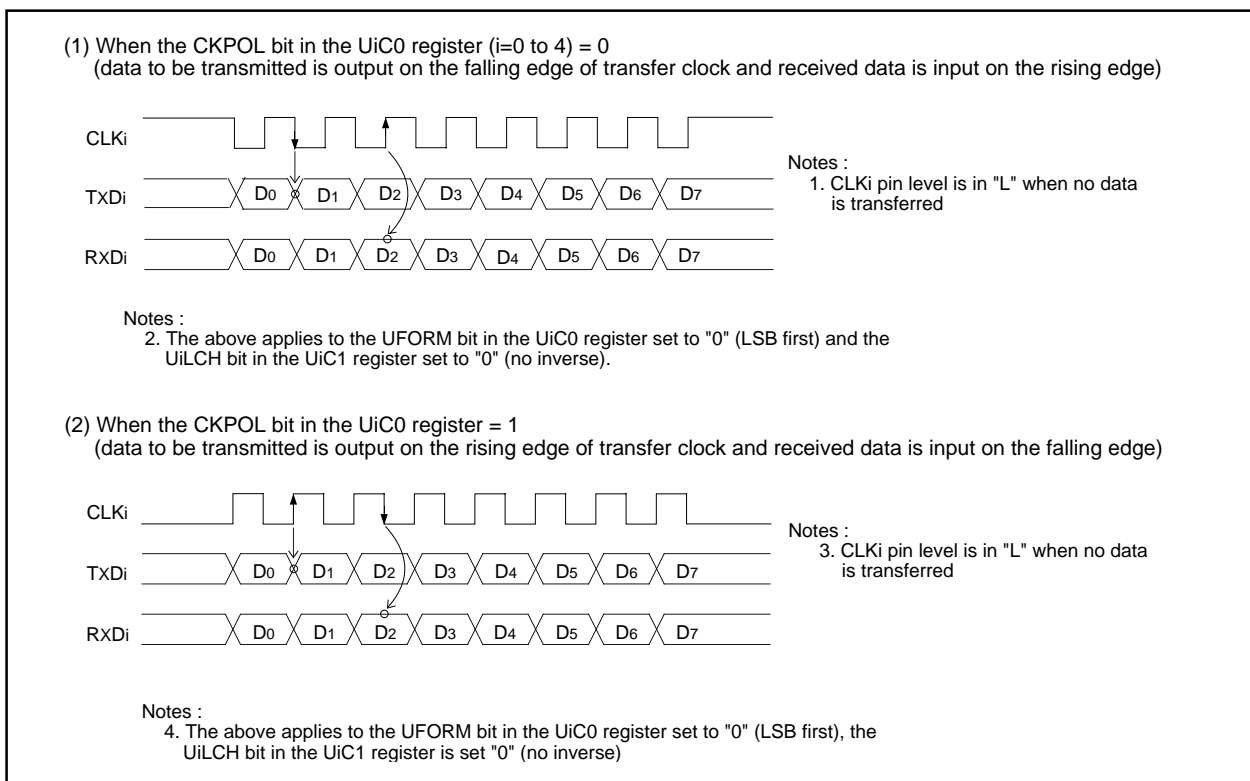 (1) When the CKPOL bit in the UiC0 register (i=0 to 4) = 0
(data to be transmitted is output on the falling edge of transfer clock and received data is input on the rising edge)
CLKi
TXDi D0 D1 D2 D3 D4 D5 D6 D7
RXDi D0 D1 D2 D3 D4 D5 D6 D7
Notes :
1. CLKi pin level is in "L" when no data
is transferred
Notes :
2. The above applies to the UFORM bit in the UiC0 register set to "0" (LSB first) and the
UiLCH bit in the UiC1 register set to "0" (no inverse).
(2) When the CKPOL bit in the UiC0 register = 1
(data to be transmitted is output on the rising edge of transfer clock and received data is input on the falling edge)
CLKi
TXDi D0 D1 D2 D3 D4 D5 D6 D7
RXDi D0 D1 D2 D3 D4 D5 D6 D7
Notes :
3. CLKi pin level is in "L" when no data
is transferred
Notes :
4. The above applies to the UFORM bit in the UiC0 register set to "0" (LSB first), the
UiLCH bit in the UiC1 register is set "0" (no inverse)